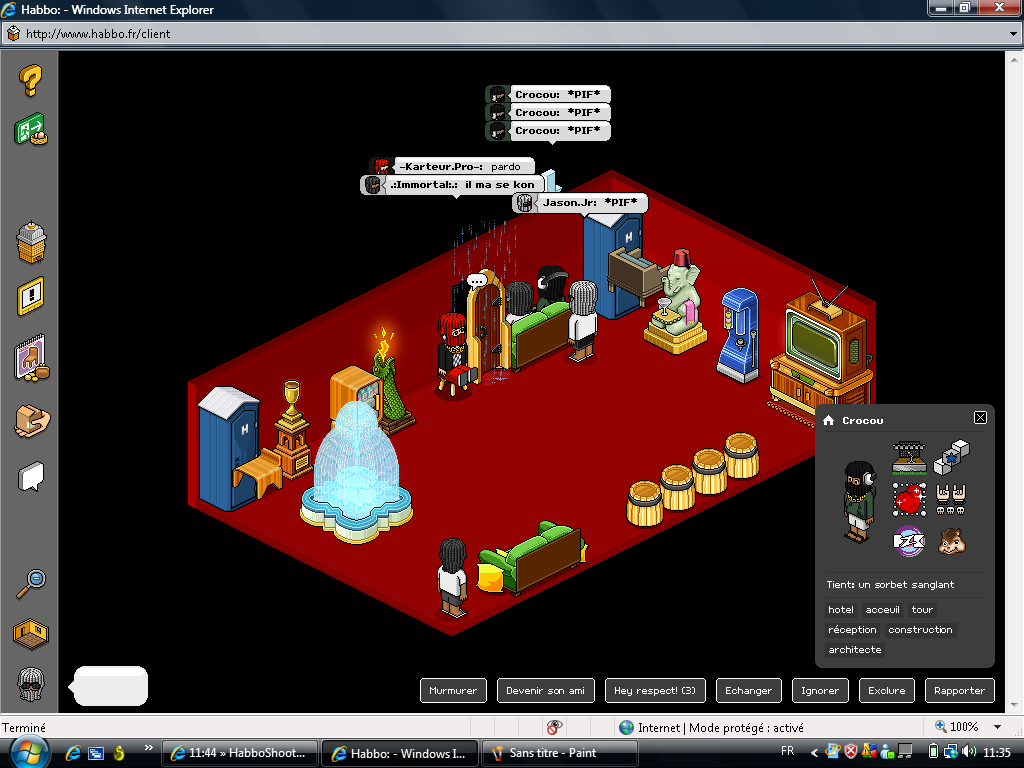 Habbo: - Windows Internet Explorer
http://www.habbo.fr/client
Crocou: *PIF*
Crocou: *PIF*
Crocou: *PIF*
-Karteur.Pro-: pardo
.:Immortal:.: il ma se kon
Jason.Jr: *PIF*
H
H
Crocou
Tient: un sorbet sanglant
hotel acceuil tour
réception construction
architecte
Murmurer Devenir son ami Hey respect! (3) Echanger Ignorer Exclure Rapporter
Terminé Internet | Mode protégé : activé 100%
11:44 » HabboShoot... Habbo: - Windows I... Sans titre - Paint FR 11:35